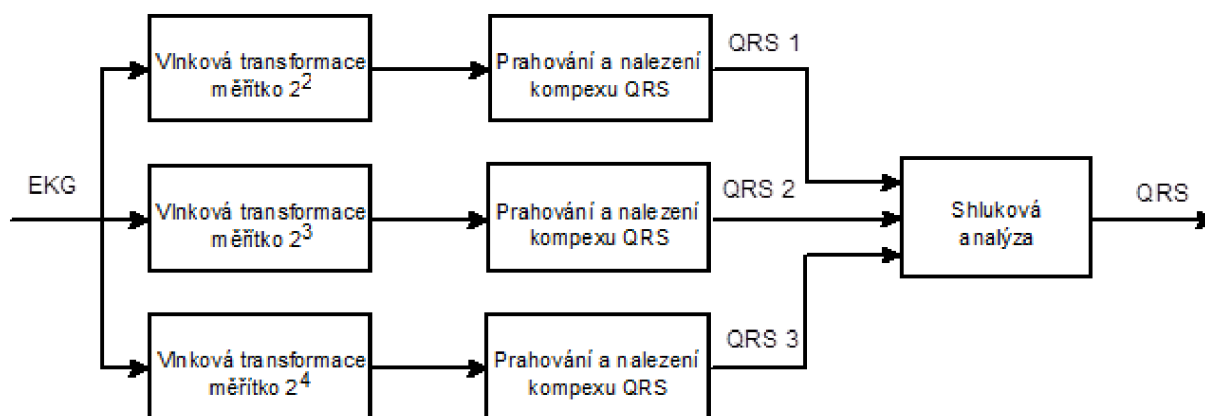 EKG
Vlnková transformace
měřítko 2²
Prahování a nalezení
kompexu QRS
QRS 1
Vlnková transformace
měřítko 2³
Prahování a nalezení
kompexu QRS
QRS 2
Vlnková transformace
měřítko 2⁴
Prahování a nalezení
kompexu QRS
QRS 3
Shluková
analýza
QRS